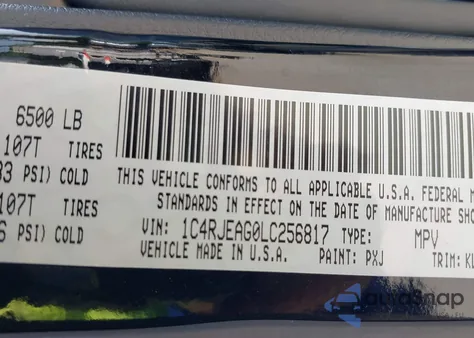 6500 LB
107T TIRES
33 PSI) COLD
107T TIRES
PSI) COLD
THIS VEHICLE CONFORMS TO ALL APPLICABLE U.S.A. FEDERAL
STANDARDS IN EFFECT ON THE DATE OF MANUFACTURE
VIN: 1C4RJEAG0LC256817 TYPE: MPV
VEHICLE MADE IN U.S.A. PAINT: PXJ TRIM:
autoSnap